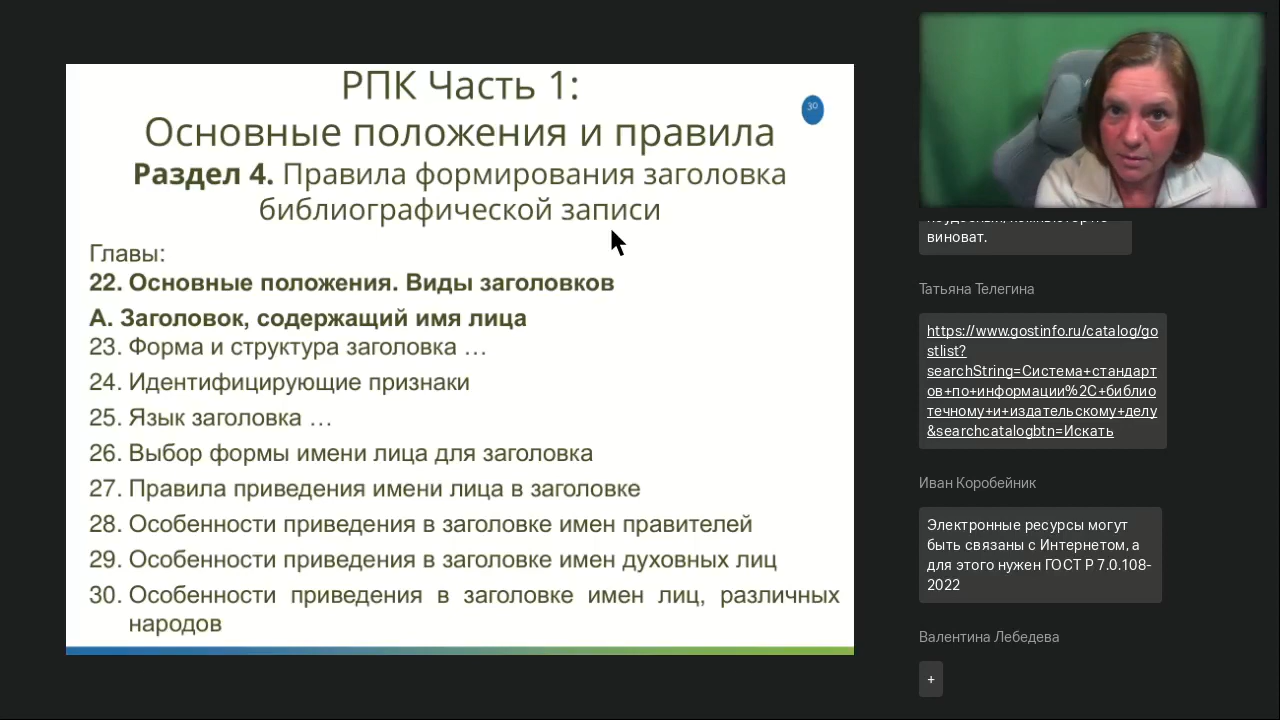 РПК Часть 1:
30
Основные положения и правила
Раздел 4. Правила формирования заголовка
библиографической записи
Главы:
22. Основные положения. Виды заголовков
А. Заголовок, содержащий имя лица
23. Форма и структура заголовка …
24. Идентифицирующие признаки
25. Язык заголовка …
26. Выбор формы имени лица для заголовка
27. Правила приведения имени лица в заголовке
28. Особенности приведения в заголовке имен правителей
29. Особенности приведения в заголовке имен духовных лиц
30. Особенности приведения в заголовке имен лиц, различных
народов
виноват.
Татьяна Телегина
https://www.gostinfo.ru/catalog/go
stlist?
searchString=Система+стандарт
ов+по+информации%2C+библио
течному+и+издательскому+делу
&searchcatalogbtn=Искать
Иван Коробейник
Электронные ресурсы могут
быть связаны с Интернетом, а
для этого нужен ГОСТ Р 7.0.108-
2022
Валентина Лебедева
+